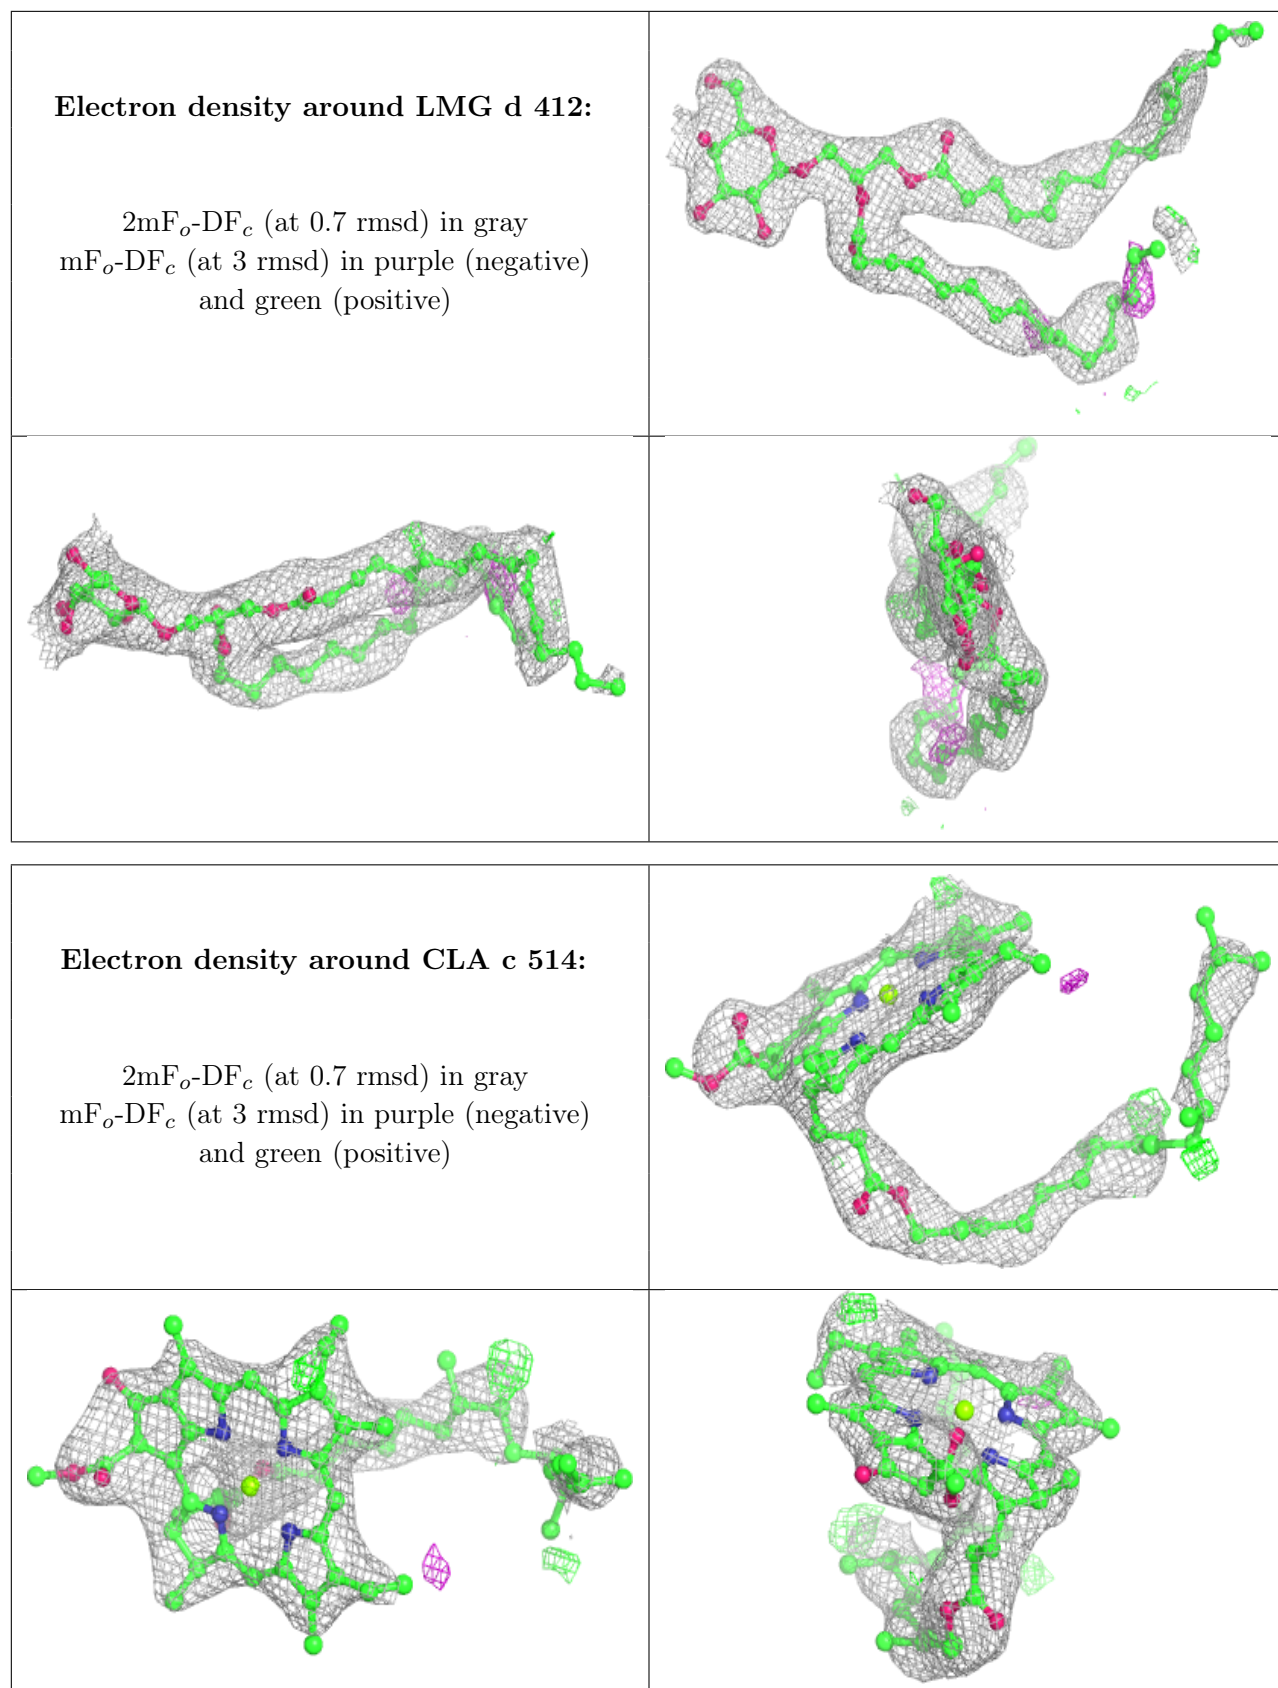 Electron density around LMG d 412:
2mFₒ-DF𝒸 (at 0.7 rmsd) in gray
mFₒ-DF𝒸 (at 3 rmsd) in purple (negative)
and green (positive)
Electron density around CLA c 514:
2mFₒ-DF𝒸 (at 0.7 rmsd) in gray
mFₒ-DF𝒸 (at 3 rmsd) in purple (negative)
and green (positive)